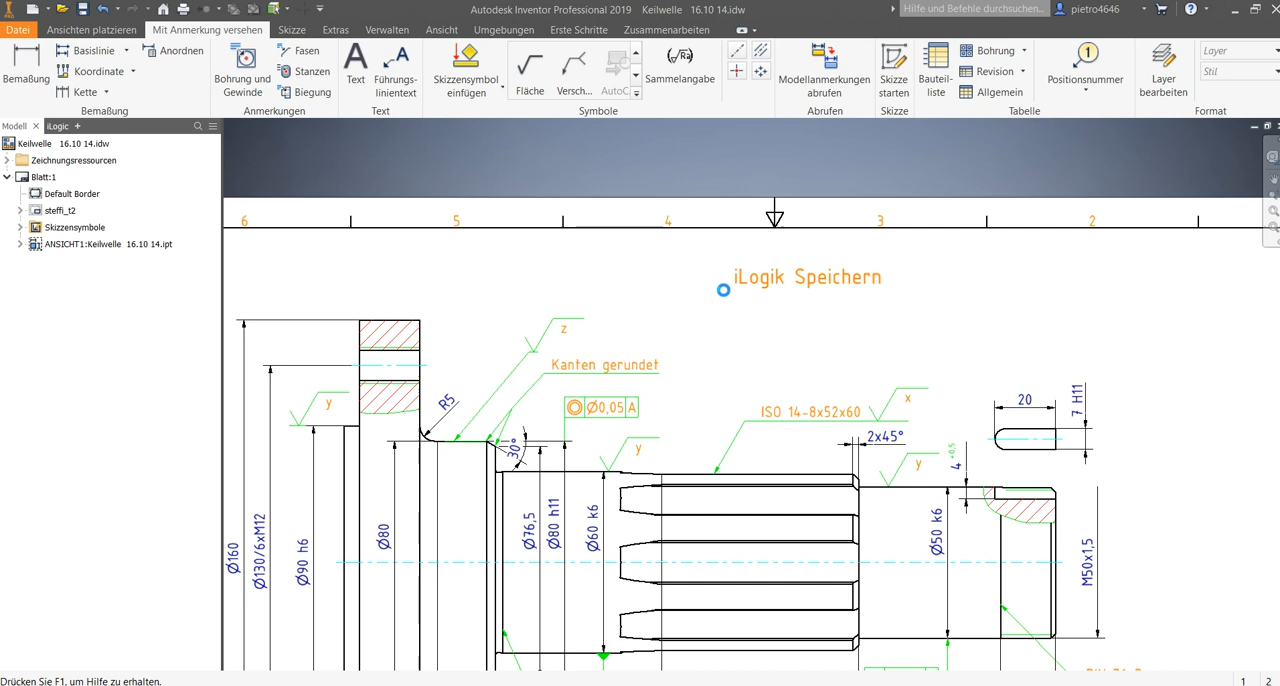 PRO
Autodesk Inventor Professional 2019 Keilwelle 16.10 14.idw
Hilfe und Befehle durchsuchen...
pietro4646
Datei Ansichten platzieren Mit Anmerkung versehen Skizze Extras Verwalten Ansicht Umgebungen Erste Schritte Zusammenarbeiten
Bemaßung
Basislinie
Koordinate
Kette
Anordnen
Bemaßung
Bohrung und
Gewinde
Fasen
Stanzen
Biegung
Anmerkungen
Text
Führungs-
linientext
Text
Skizzensymbol
einfügen
Fläche
Versch...
AutoC
Sammelangabe
Symbole
Modellanmerkungen
abrufen
Abrufen
Skizze
starten
Skizze
Bauteil-
liste
Bohrung
Revision
Allgemein
Tabelle
Positionsnummer
Layer
bearbeiten
Layer
Stil
Format
Modell × iLogic +
Keilwelle 16.10 14.idw
Zeichnungsressourcen
Blatt:1
Default Border
steffi_t2
Skizzensymbole
ANSICHT1:Keilwelle 16.10 14.ipt
6 5 4 3 2
iLogik Speichern
z
Kanten gerundet
y
R5
Ø0,05 A
30°
ISO 14-8x52x60
x
2x45°
y
y
20
7 H11
4 +0,5
Ø160
Ø130/6xM12
Ø90 h6
Ø80
Ø76,5
Ø80 h11
Ø60 k6
Ø50 k6
M50x1,5
Drücken Sie F1, um Hilfe zu erhalten.
1 2